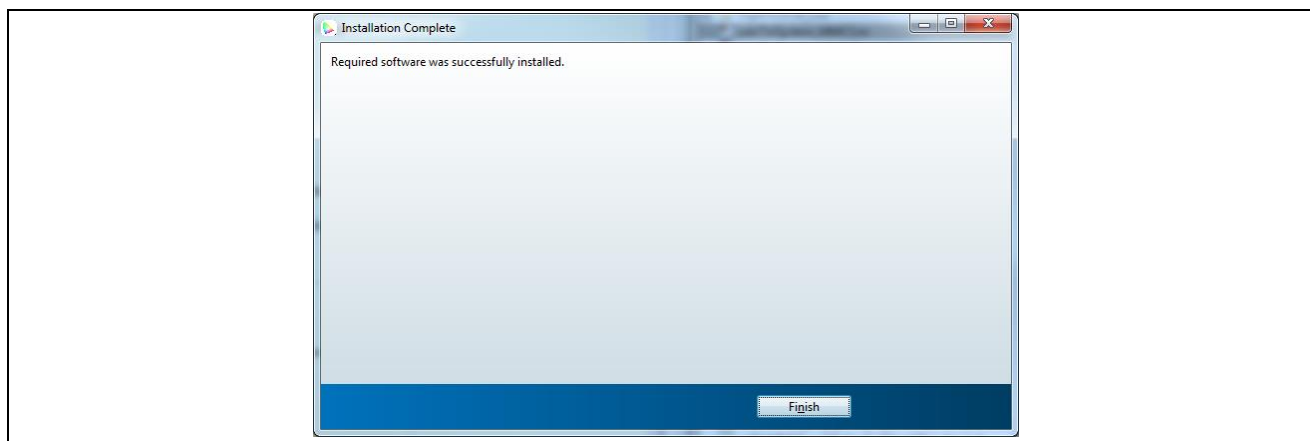 Installation Complete
Required software was successfully installed.
Finish